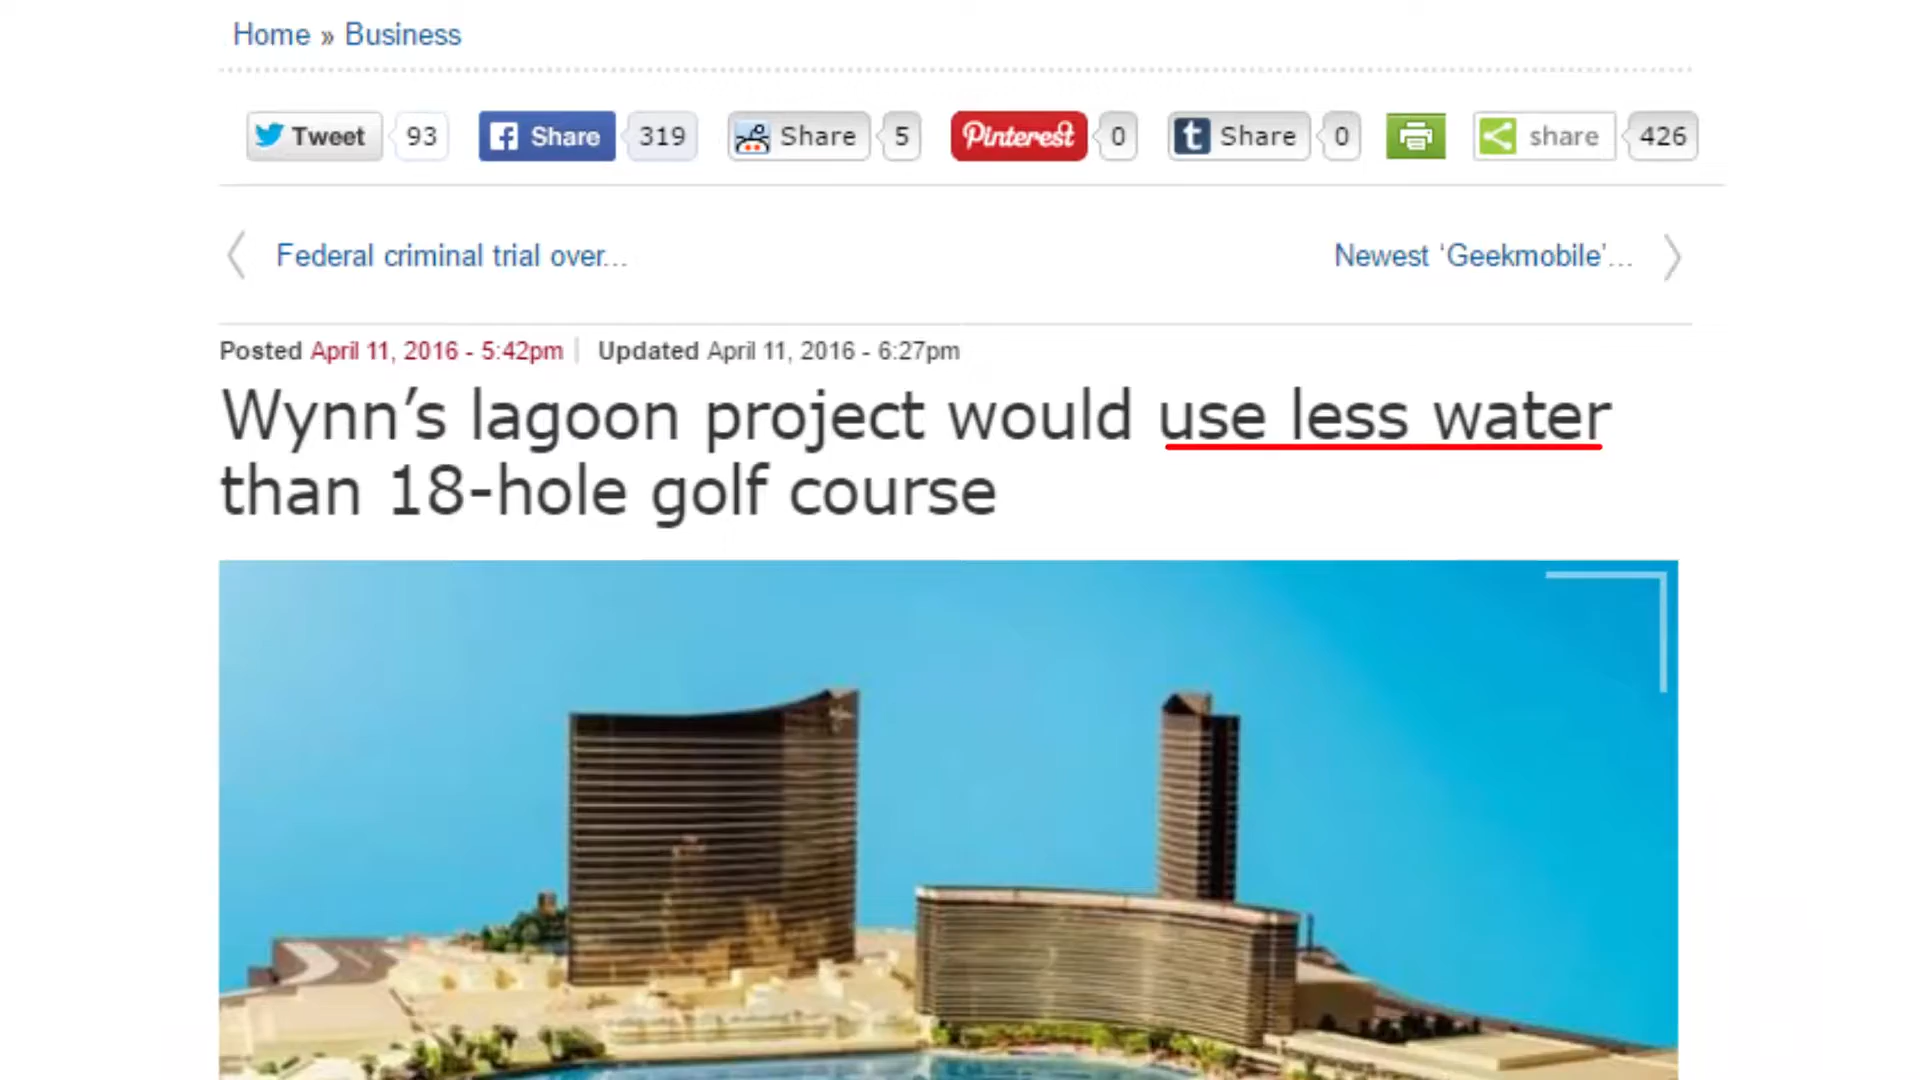 Home » Business
Tweet 93 Share 319 Share 5 Pinterest 0 Share 0 share 426
Federal criminal trial over... Newest ‘Geekmobile’...
Posted April 11, 2016 - 5:42pm Updated April 11, 2016 - 6:27pm
Wynn’s lagoon project would use less water
than 18-hole golf course